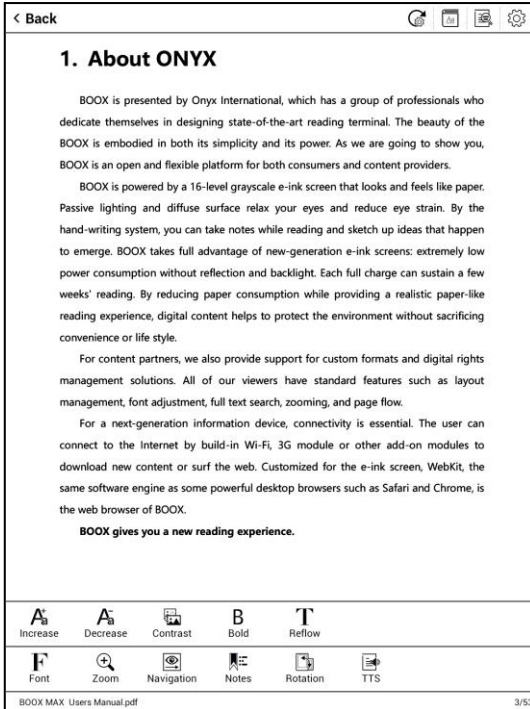 < Back
1. About ONYX
BOOX is presented by Onyx International, which has a group of professionals who
dedicate themselves in designing state-of-the-art reading terminal. The beauty of the
BOOX is embodied in both its simplicity and its power. As we are going to show you,
BOOX is an open and flexible platform for both consumers and content providers.
BOOX is powered by a 16-level grayscale e-ink screen that looks and feels like paper.
Passive lighting and diffuse surface relax your eyes and reduce eye strain. By the
hand-writing system, you can take notes while reading and sketch up ideas that happen
to emerge. BOOX takes full advantage of new-generation e-ink screens: extremely low
power consumption without reflection and backlight. Each full charge can sustain a few
weeks' reading. By reducing paper consumption while providing a realistic paper-like
reading experience, digital content helps to protect the environment without sacrificing
convenience or life style.
For content partners, we also provide support for custom formats and digital rights
management solutions. All of our viewers have standard features such as layout
management, font adjustment, full text search, zooming, and page flow.
For a next-generation information device, connectivity is essential. The user can
connect to the Internet by build-in Wi-Fi, 3G module or other add-on modules to
download new content or surf the web. Customized for the e-ink screen, WebKit, the
same software engine as some powerful desktop browsers such as Safari and Chrome, is
the web browser of BOOX.
BOOX gives you a new reading experience.
Increase Decrease Contrast Bold Reflow
Font Zoom Navigation Notes Rotation TTS
BOOX MAX Users Manual.pdf 3/53